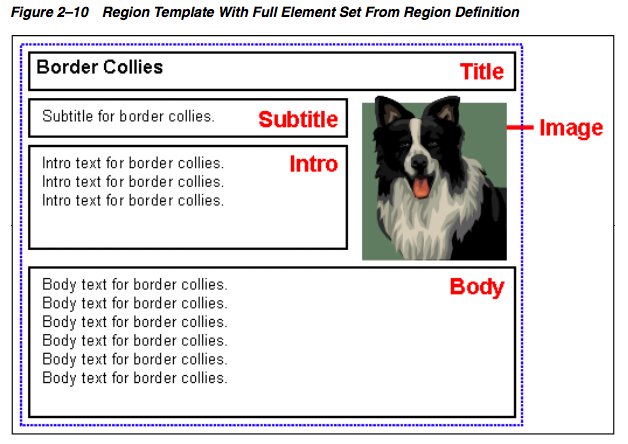 Figure 2–10 Region Template With Full Element Set From Region Definition
Border Collies
Title
Subtitle for border collies.
Subtitle
Image
Intro text for border collies.
Intro
Intro text for border collies.
Intro text for border collies.
Body text for border collies.
Body
Body text for border collies.
Body text for border collies.
Body text for border collies.
Body text for border collies.
Body text for border collies.